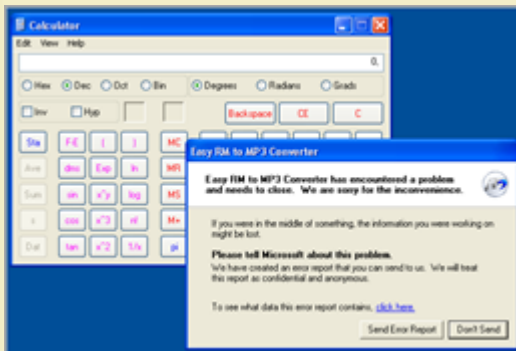 Calculator
Edit View Help
0.
Hex Dec Oct Bin Degrees Radians Grads
Inv Hyp Backspace CE C
Sta F-E ( ) MC
Ave dms Exp ln MR
Sum sin x^y log MS
s cos x^3 n! M+
Dat tan x^2 1/x pi
Easy RM to MP3 Converter
Easy RM to MP3 Converter has encountered a problem
and needs to close. We are sorry for the inconvenience.
If you were in the middle of something, the information you were working on
might be lost.
Please tell Microsoft about this problem.
We have created an error report that you can send to us. We will treat
this report as confidential and anonymous.
To see what data this error report contains, click here.
Send Error Report Don't Send